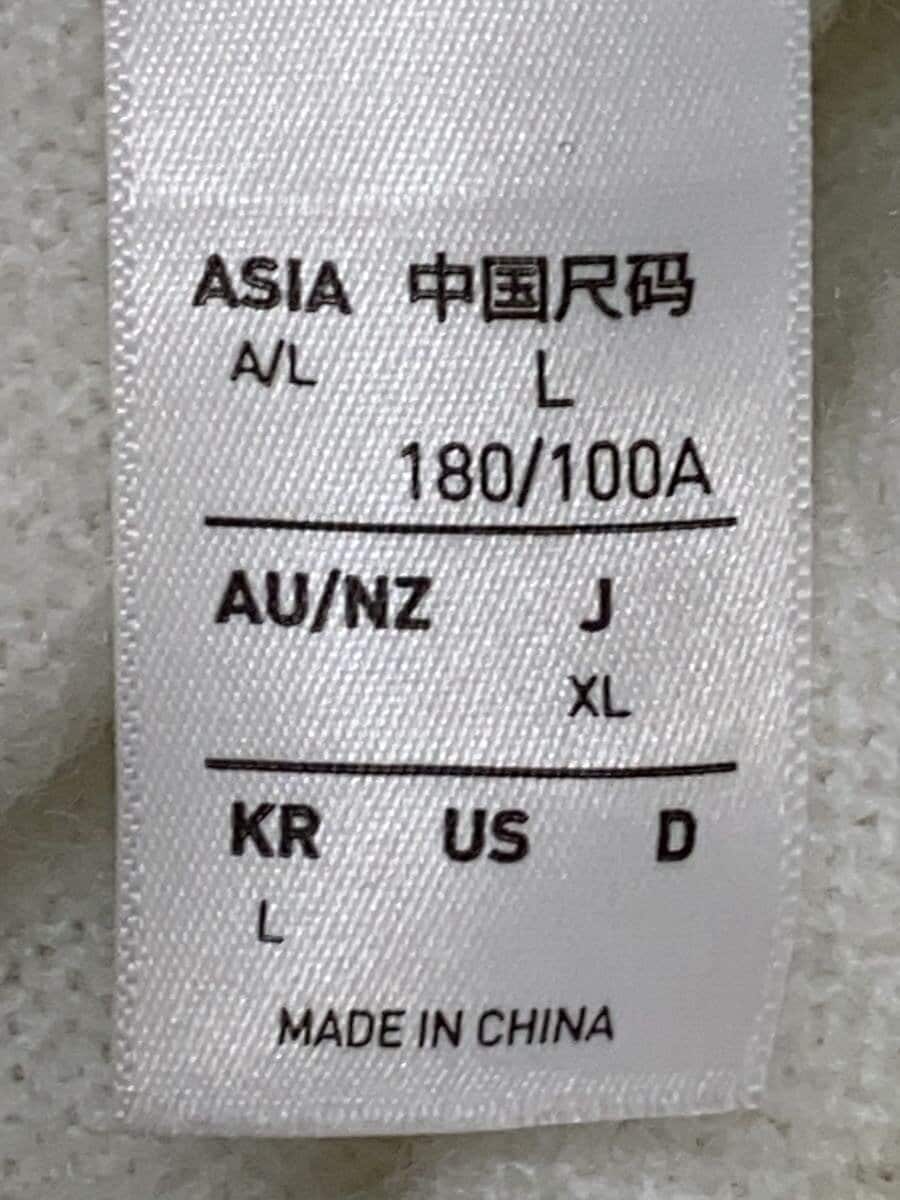 ASIA 中国尺码
A/L L
180/100A
AU/NZ J
XL
KR US D
L
MADE IN CHINA